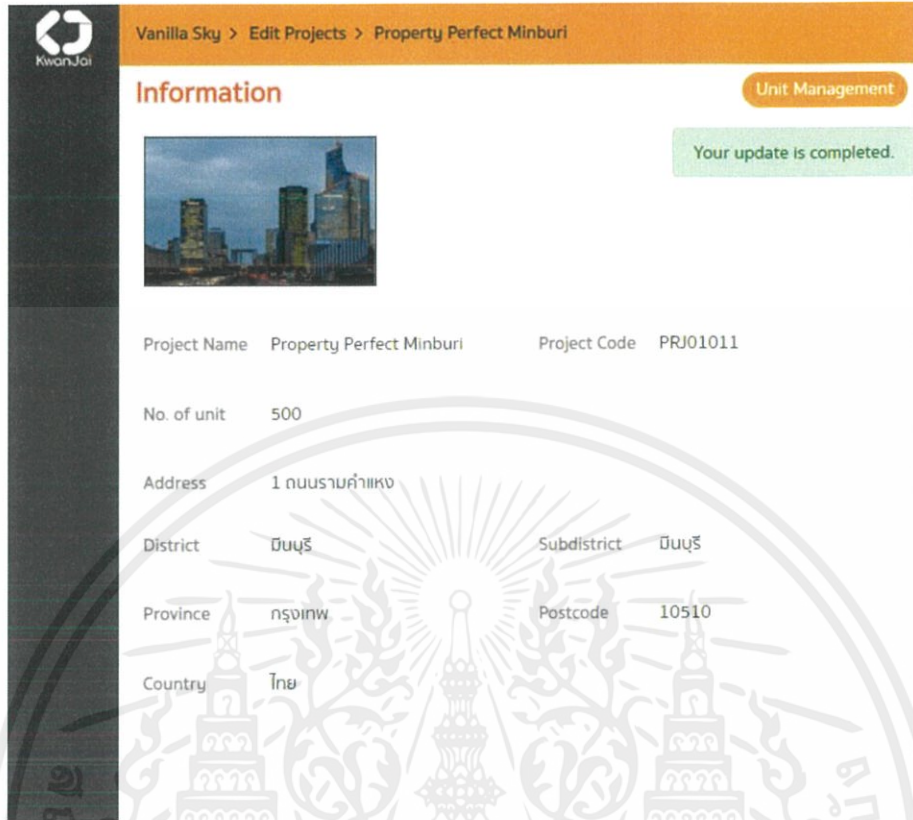 KwanJai
Vanilla Sky > Edit Projects > Property Perfect Minburi
Information
Unit Management
Your update is completed.
Project Name Property Perfect Minburi Project Code PRJ01011
No. of unit 500
Address 1 ถนนรามคำแหง
District มีนบุรี Subdistrict มีนบุรี
Province กรุงเทพ Postcode 10510
Country ไทย